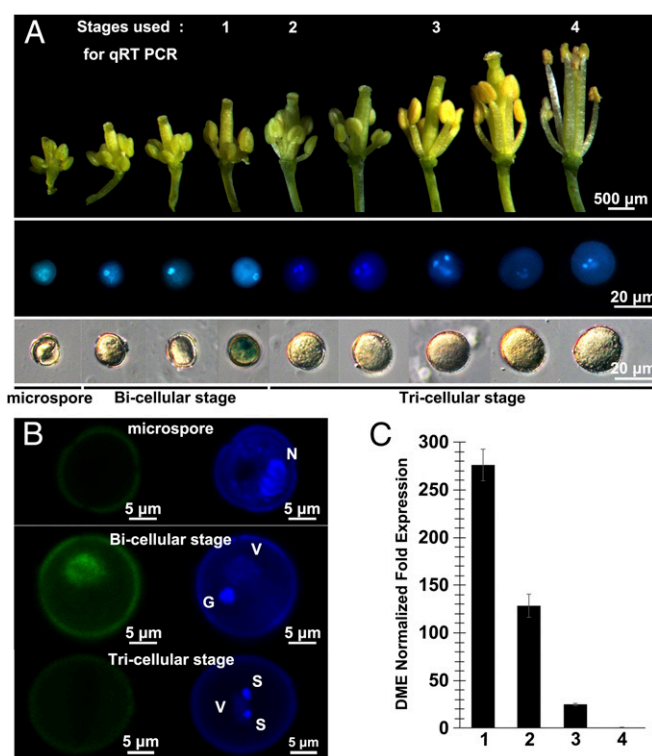 A
Stages used : 1 2 3 4
for qRT PCR
500 µm
20 µm
20 µm
microspore Bi-cellular stage Tri-cellular stage
B
microspore
N
5 µm 5 µm
Bi-cellular stage
V
G
5 µm 5 µm
Tri-cellular stage
S
V
S
5 µm 5 µm
C
DME Normalized Fold Expression
300
250
200
150
100
50
0
1 2 3 4